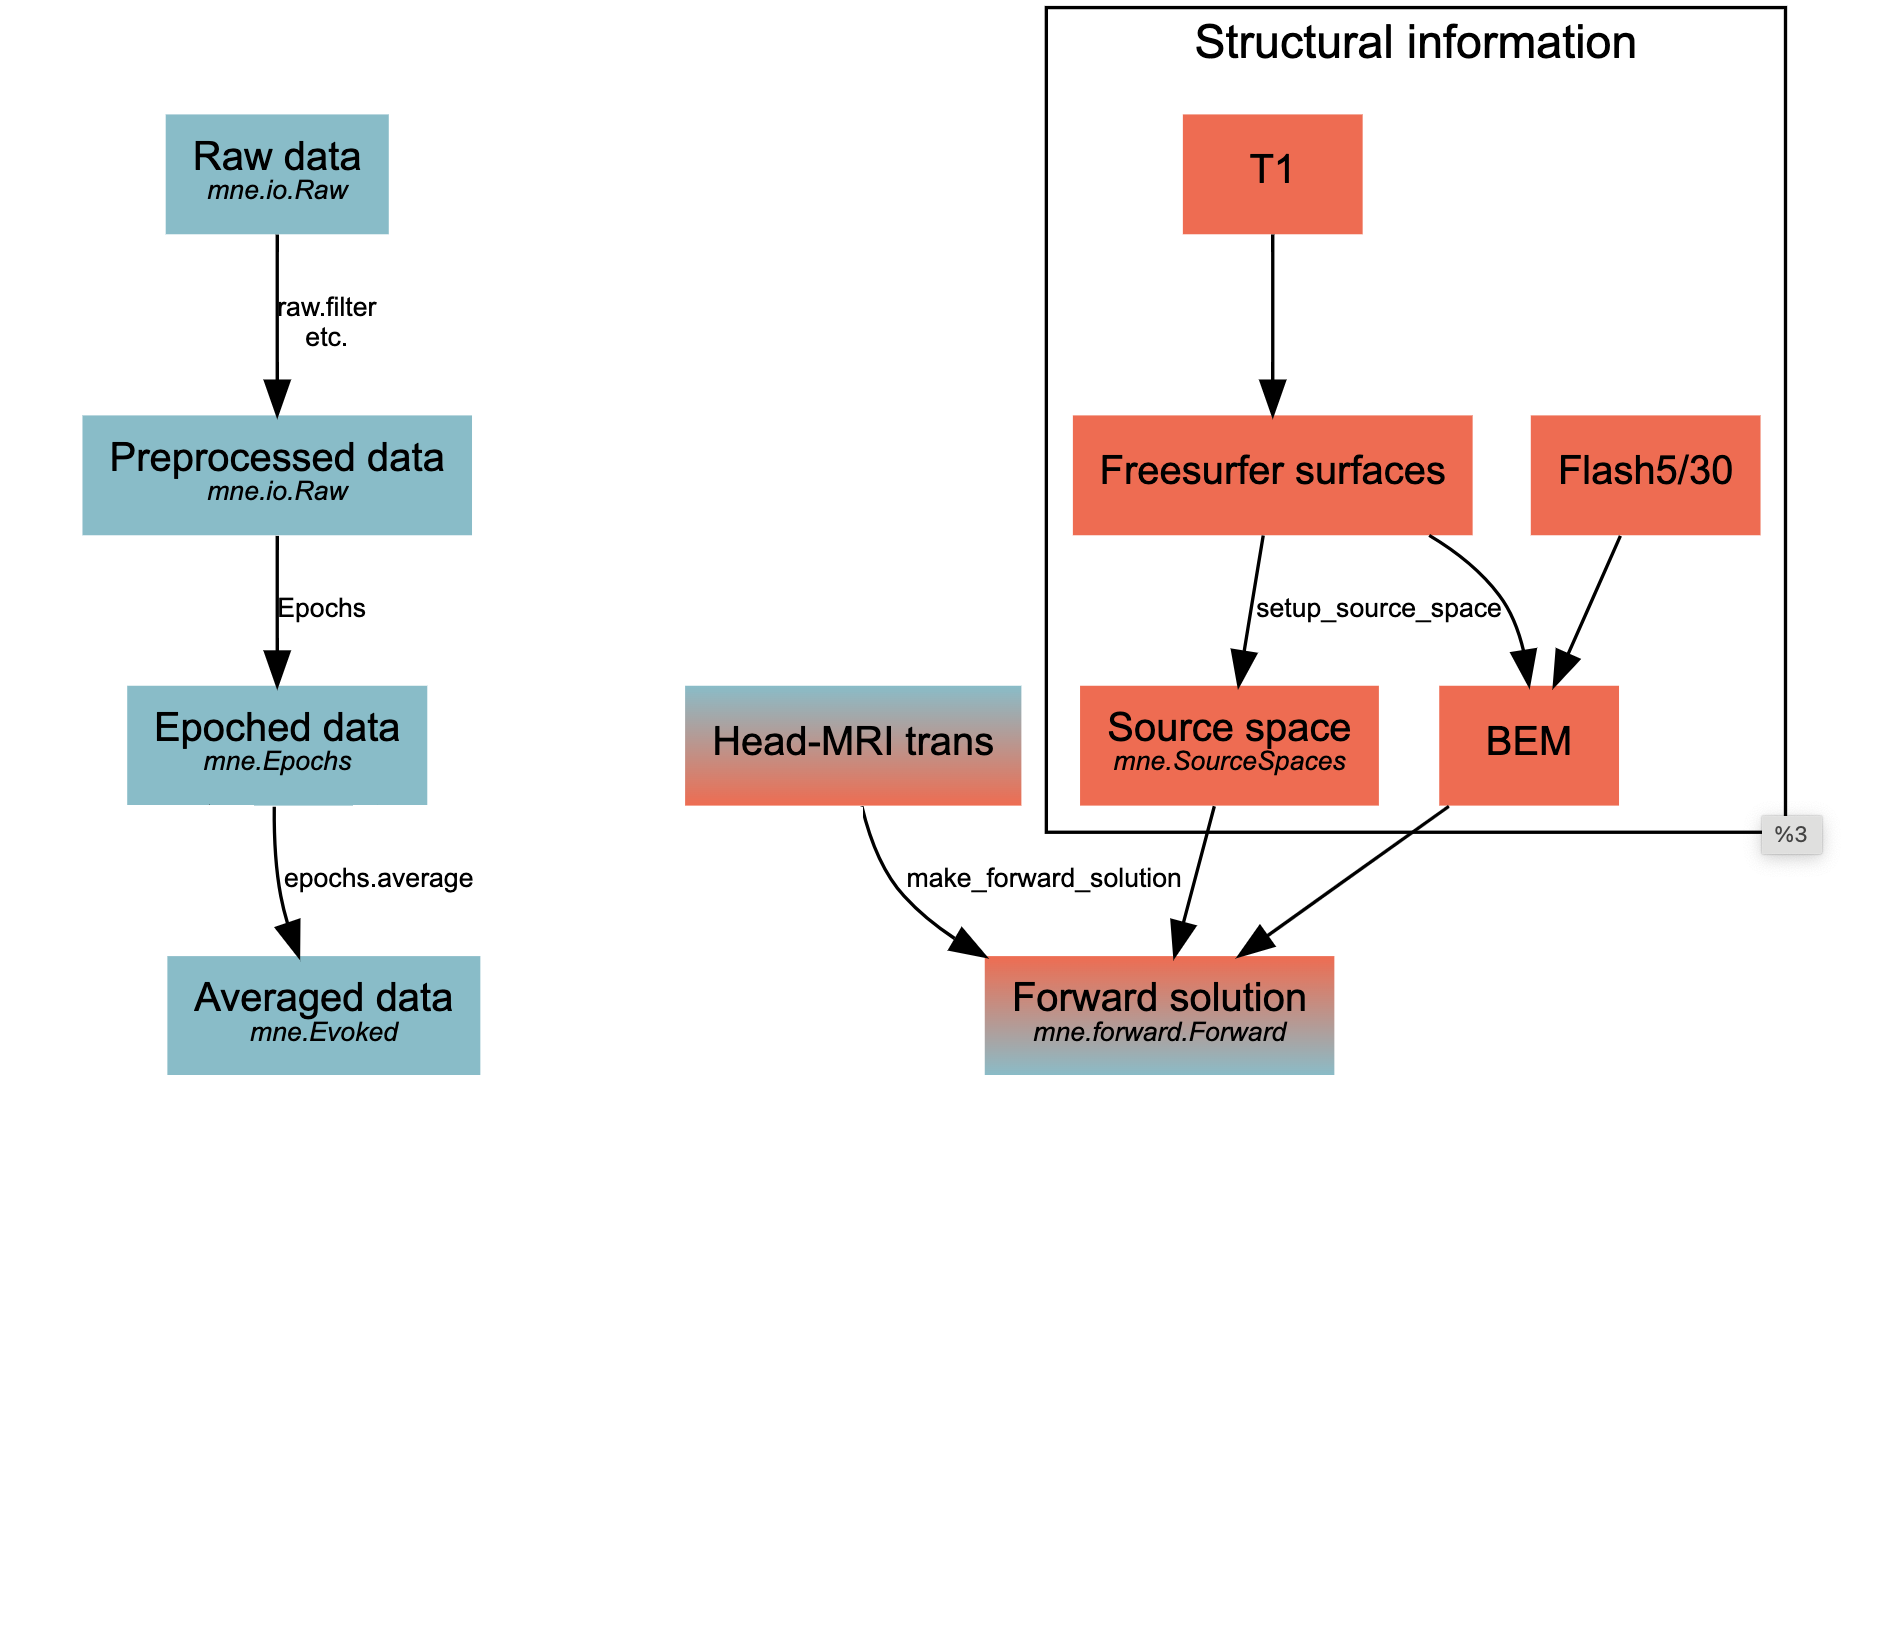 Structural information
Raw data
mne.io.Raw
T1
raw.filter
etc.
Preprocessed data
mne.io.Raw
Freesurfer surfaces
Flash5/30
Epochs
setup_source_space
Epoched data
mne.Epochs
Head-MRI trans
Source space
mne.SourceSpaces
BEM
%3
epochs.average
make_forward_solution
Averaged data
mne.Evoked
Forward solution
mne.forward.Forward